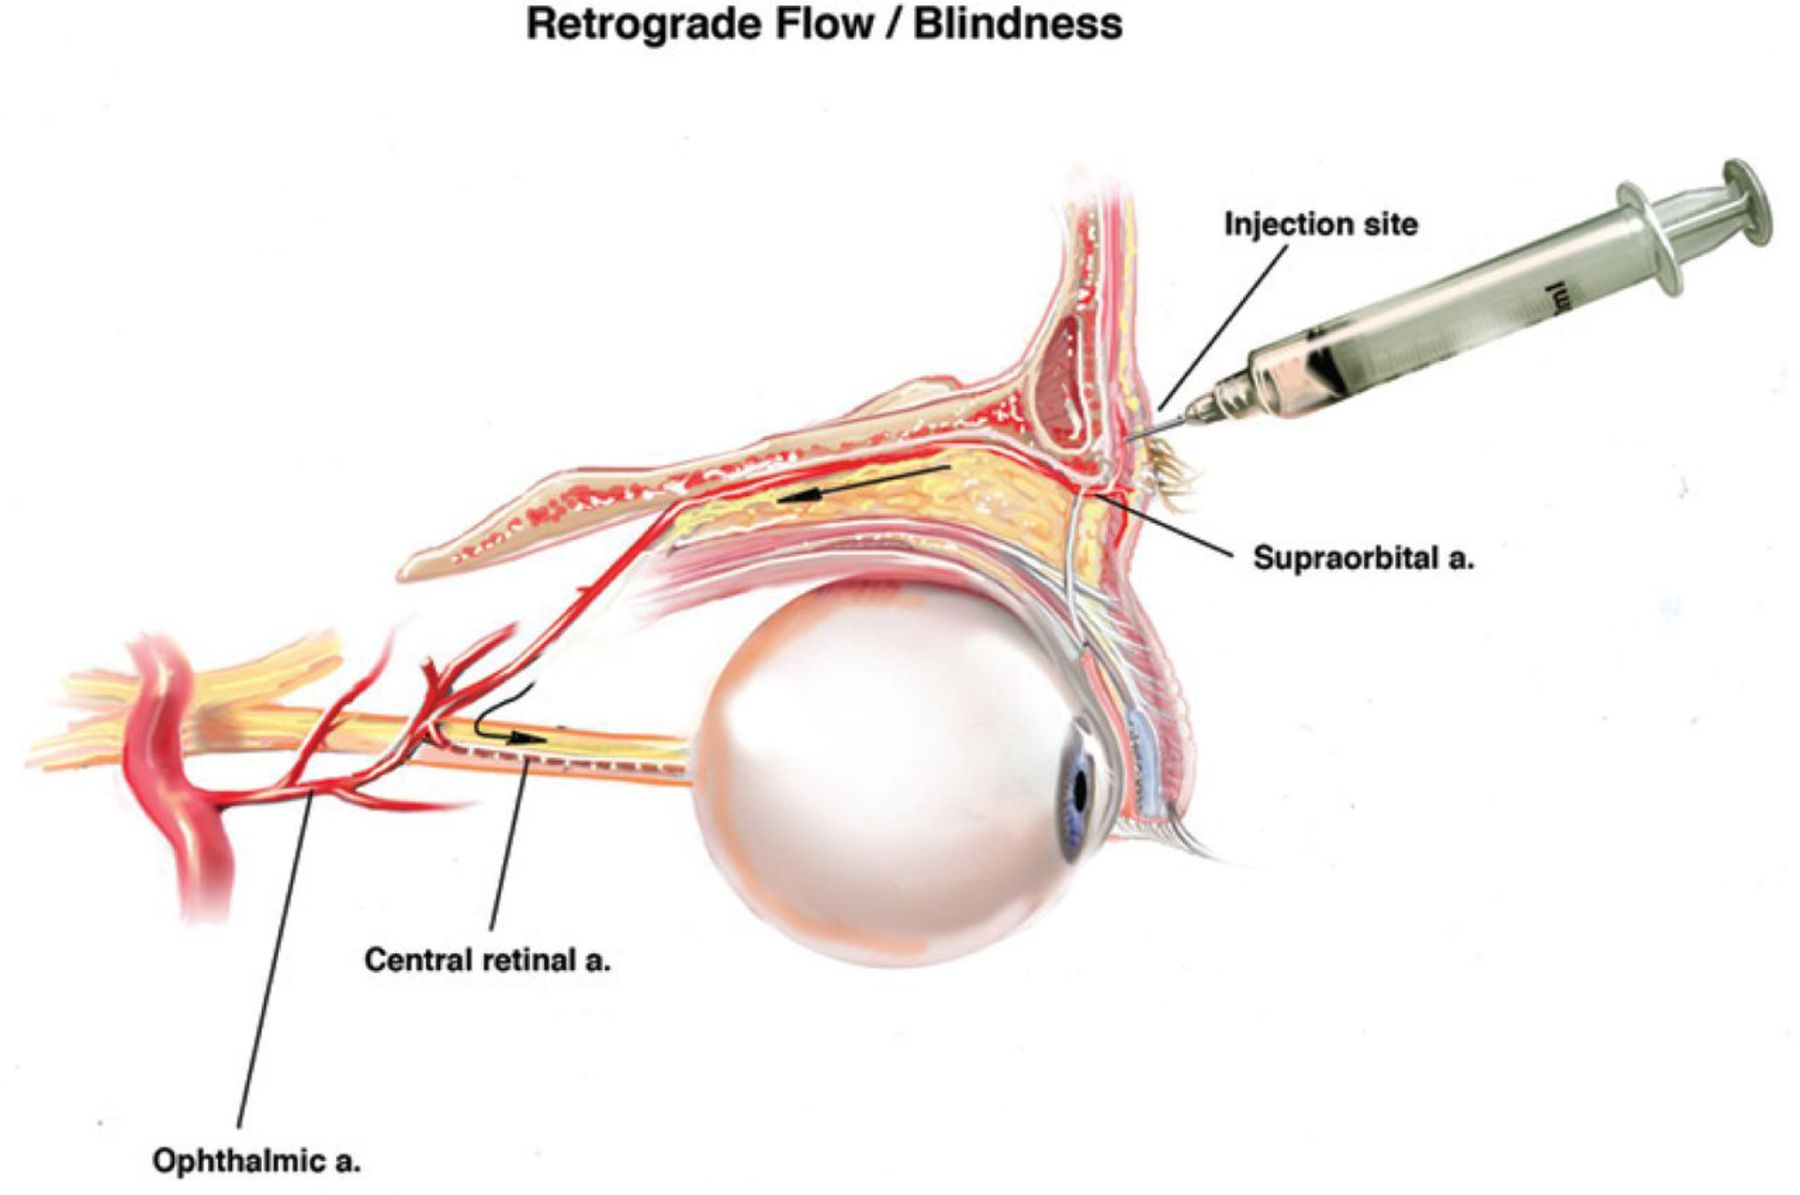 Retrograde Flow / Blindness
Injection site
Supraorbital a.
Central retinal a.
Ophthalmic a.